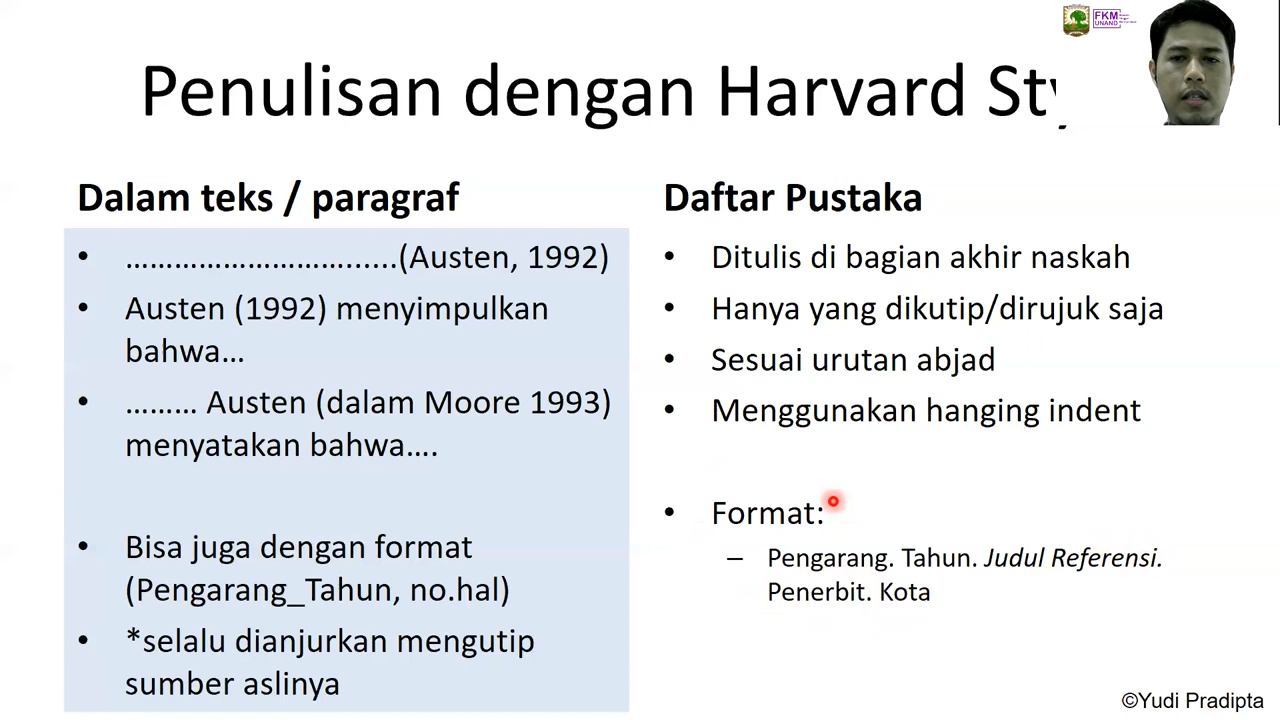 FKM
UNAND
Penulisan dengan Harvard Sty
Dalam teks / paragraf
• ………………………......(Austen, 1992)
• Austen (1992) menyimpulkan
bahwa…
• ……… Austen (dalam Moore 1993)
menyatakan bahwa….
• Bisa juga dengan format
(Pengarang_Tahun, no.hal)
• *selalu dianjurkan mengutip
sumber aslinya
Daftar Pustaka
• Ditulis di bagian akhir naskah
• Hanya yang dikutip/dirujuk saja
• Sesuai urutan abjad
• Menggunakan hanging indent
• Format:
– Pengarang. Tahun. Judul Referensi.
Penerbit. Kota
©Yudi Pradipta